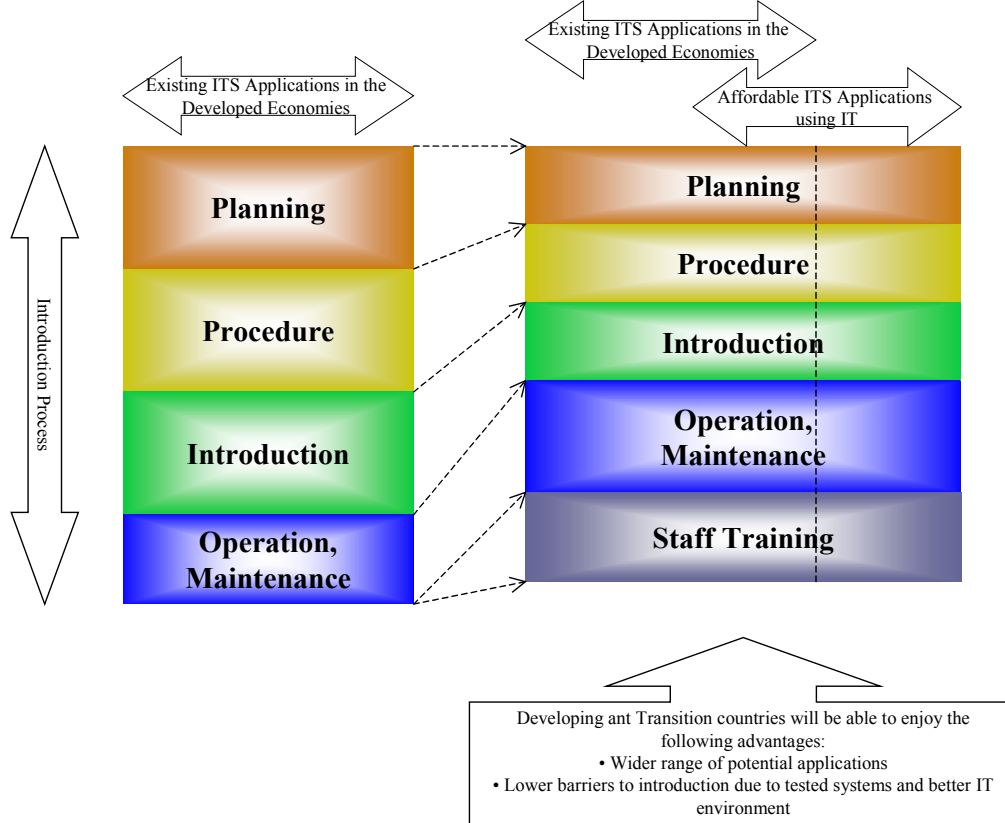 Existing ITS Applications in the
Developed Economies
Existing ITS Applications in the
Developed Economies
Affordable ITS Applications
using IT
Introduction Process
Planning
Procedure
Introduction
Operation,
Maintenance
Planning
Procedure
Introduction
Operation,
Maintenance
Staff Training
Developing ant Transition countries will be able to enjoy the
following advantages:
• Wider range of potential applications
• Lower barriers to introduction due to tested systems and better IT
environment